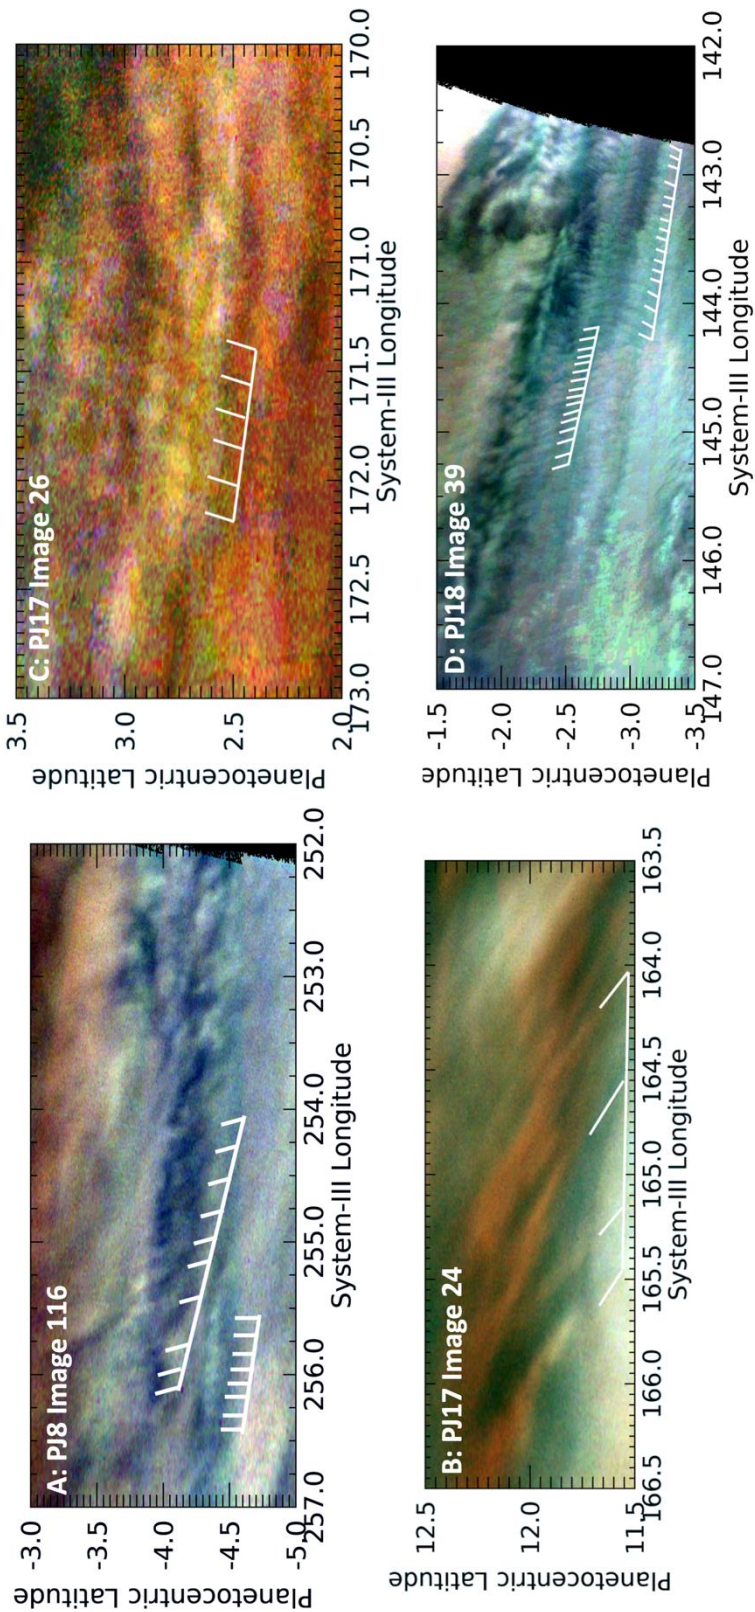 A: PJ8 Image 116
-3.0
-3.5
-4.0
-4.5
-5.0
Planetocentric Latitude
257.0 256.0 255.0 254.0 253.0 252.0
System-III Longitude
C: PJ17 Image 26
3.5
3.0
2.5
2.0
Planetocentric Latitude
173.0 172.5 172.0 171.5 171.0 170.5 170.0
System-III Longitude
B: PJ17 Image 24
12.5
12.0
11.5
Planetocentric Latitude
166.5 166.0 165.5 165.0 164.5 164.0 163.5
System-III Longitude
D: PJ18 Image 39
-1.5
-2.0
-2.5
-3.0
-3.5
Planetocentric Latitude
147.0 146.0 145.0 144.0 143.0 142.0
System-III Longitude